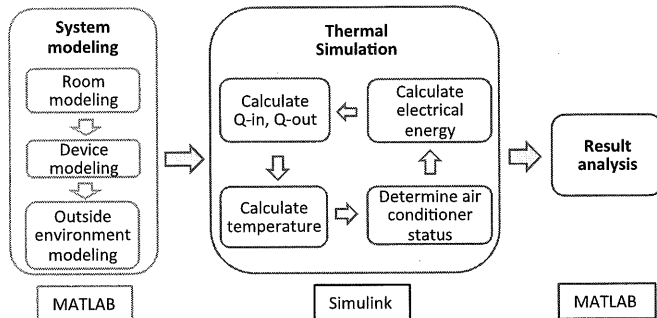 System
modeling
Room
modeling
Device
modeling
Outside
environment
modeling
MATLAB
Thermal
Simulation
Calculate
Q-in, Q-out
Calculate
electrical
energy
Calculate
temperature
Determine air
conditioner
status
Simulink
Result
analysis
MATLAB